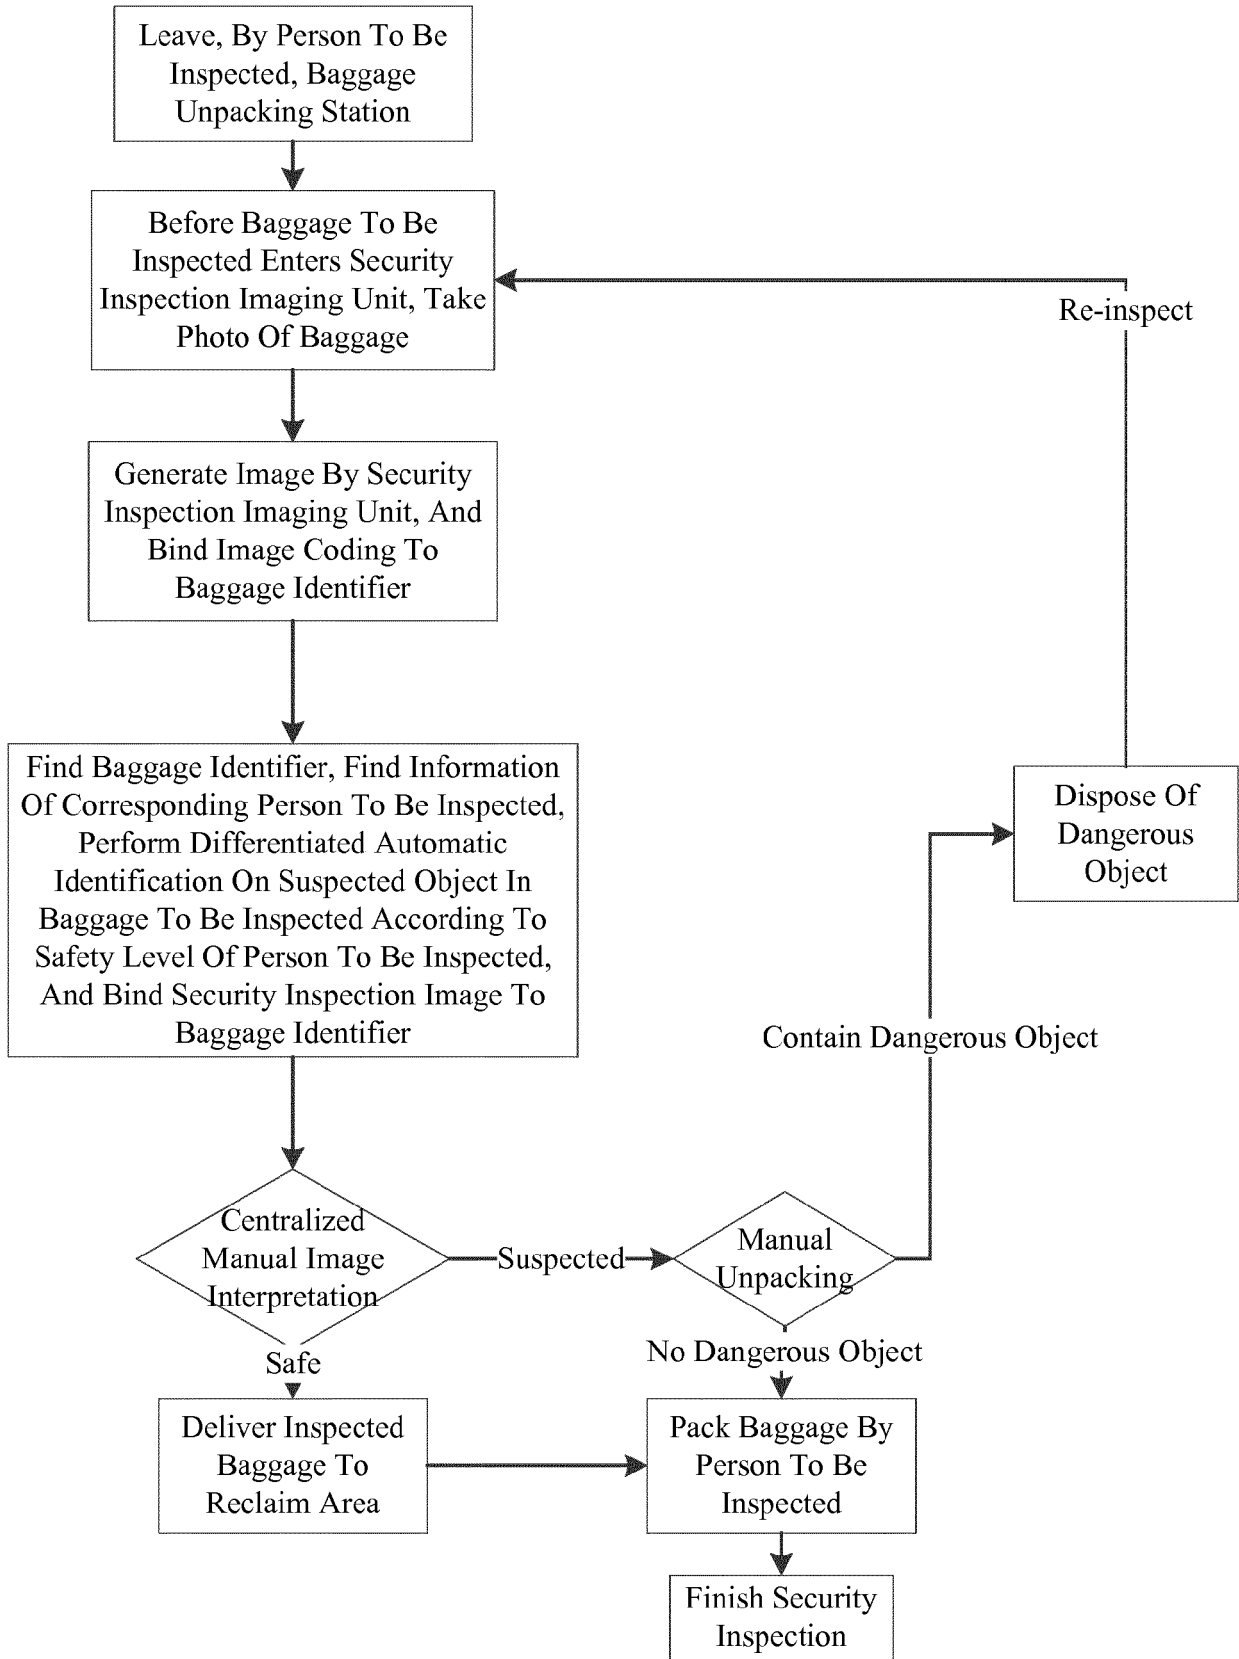 Leave, By Person To Be
Inspected, Baggage
Unpacking Station
Before Baggage To Be
Inspected Enters Security
Inspection Imaging Unit, Take
Photo Of Baggage
Re-inspect
Generate Image By Security
Inspection Imaging Unit, And
Bind Image Coding To
Baggage Identifier
Find Baggage Identifier, Find Information
Of Corresponding Person To Be Inspected,
Perform Differentiated Automatic
Identification On Suspected Object In
Baggage To Be Inspected According To
Safety Level Of Person To Be Inspected,
And Bind Security Inspection Image To
Baggage Identifier
Dispose Of
Dangerous
Object
Contain Dangerous Object
Centralized
Manual Image
Interpretation
Suspected
Manual
Unpacking
Safe
No Dangerous Object
Deliver Inspected
Baggage To
Reclaim Area
Pack Baggage By
Person To Be
Inspected
Finish Security
Inspection